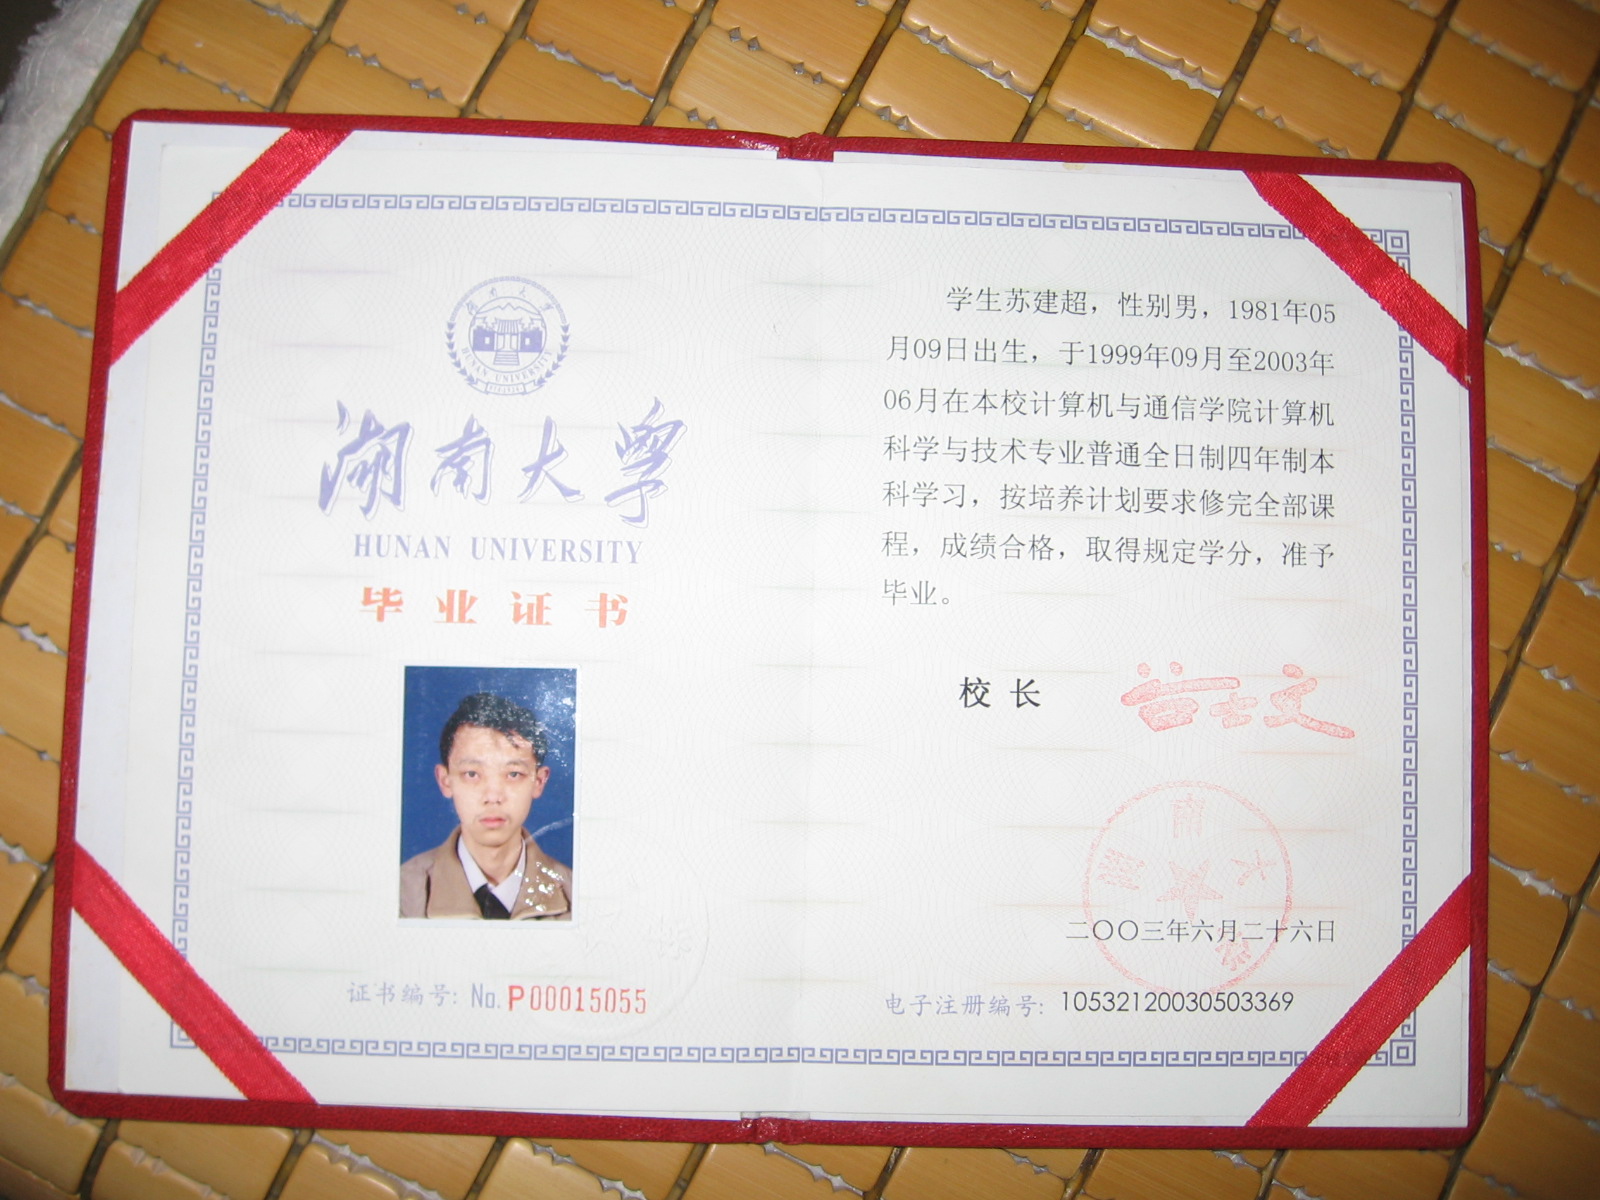 湖南大學
HUNAN UNIVERSITY
毕业证书
证书编号: No. P00015055
学生苏建超，性别男，1981年05
月09日出生，于1999年09月至2003年
06月在本校计算机与通信学院计算机
科学与技术专业普通全日制四年制本
科学习，按培养计划要求修完全部课
程，成绩合格，取得规定学分，准予
毕业。
校长
二〇〇三年六月二十六日
湖南大学
电子注册编号: 105321200305033​69